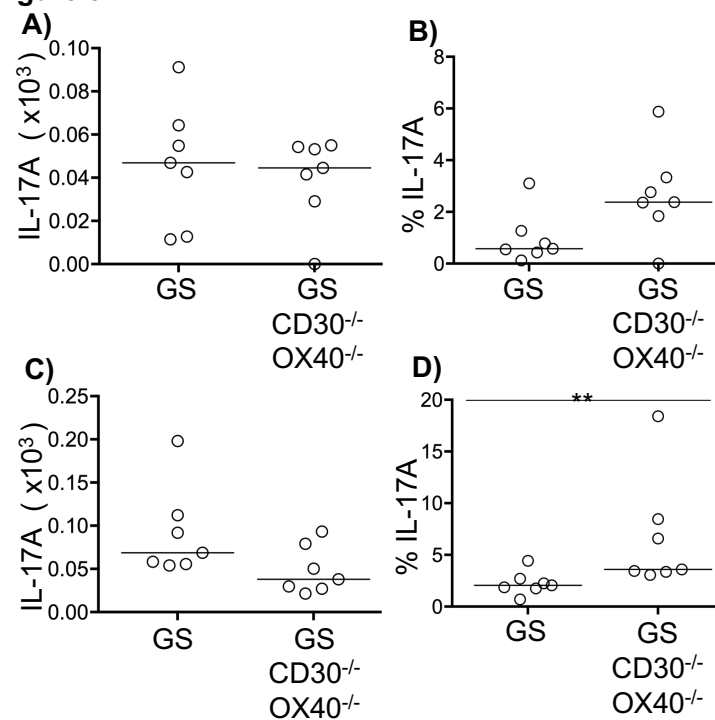 A)
IL-17A ( x10³)
0.10
0.08
0.06
0.04
0.02
0.00
GS
GS
CD30-/-
OX40-/-
B)
% IL-17A
8
6
4
2
0
GS
GS
CD30-/-
OX40-/-
C)
IL-17A ( x10³)
0.25
0.20
0.15
0.10
0.05
0.00
GS
GS
CD30-/-
OX40-/-
D)
% IL-17A
20
15
10
5
0
**
GS
GS
CD30-/-
OX40-/-